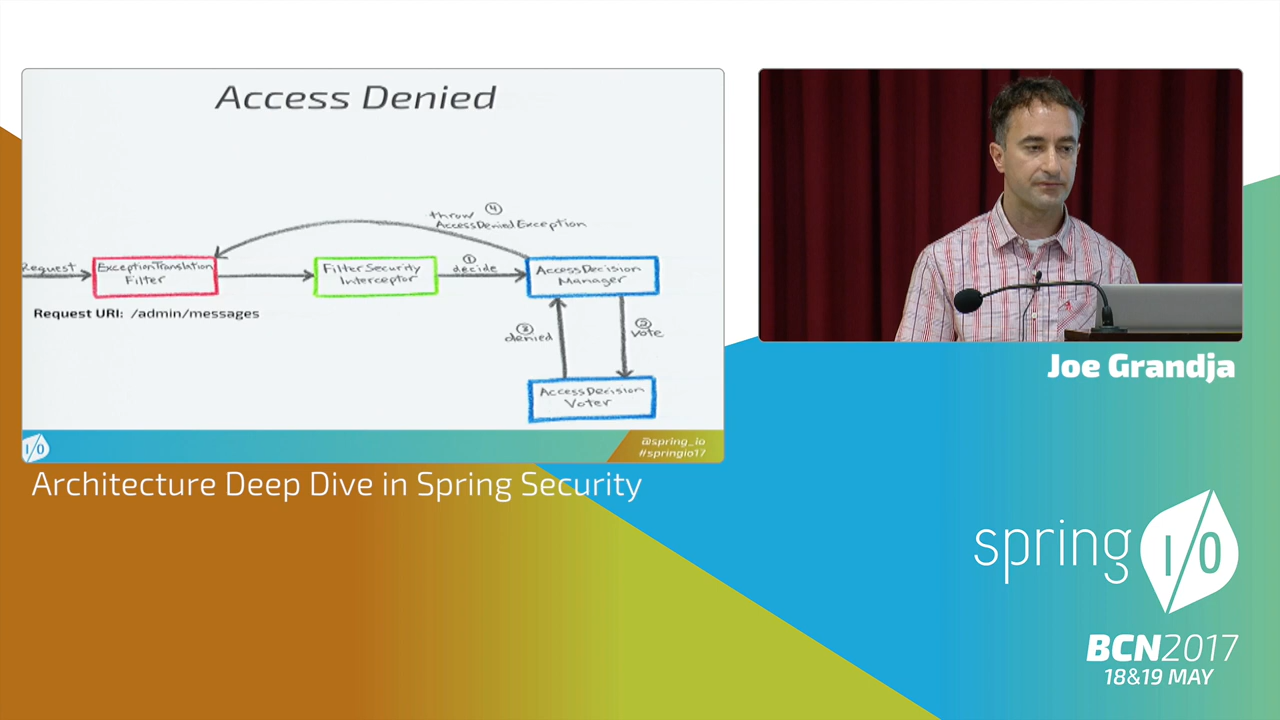 Access Denied
④
throw
AccessDeniedException
Request
ExceptionTranslation
Filter
FilterSecurity
Interceptor
①
decide
AccessDecision
Manager
Request URI: /admin/messages
③
denied
②
vote
AccessDecision
Voter
I/O
@spring_io
#springio17
Joe Grandja
Architecture Deep Dive in Spring Security
spring I/O
BCN2017
18&19 MAY